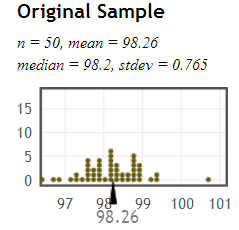 Original Sample
n = 50, mean = 98.26
median = 98.2, stdev = 0.765
15
10
5
0
97 98 99 100 101
98.26